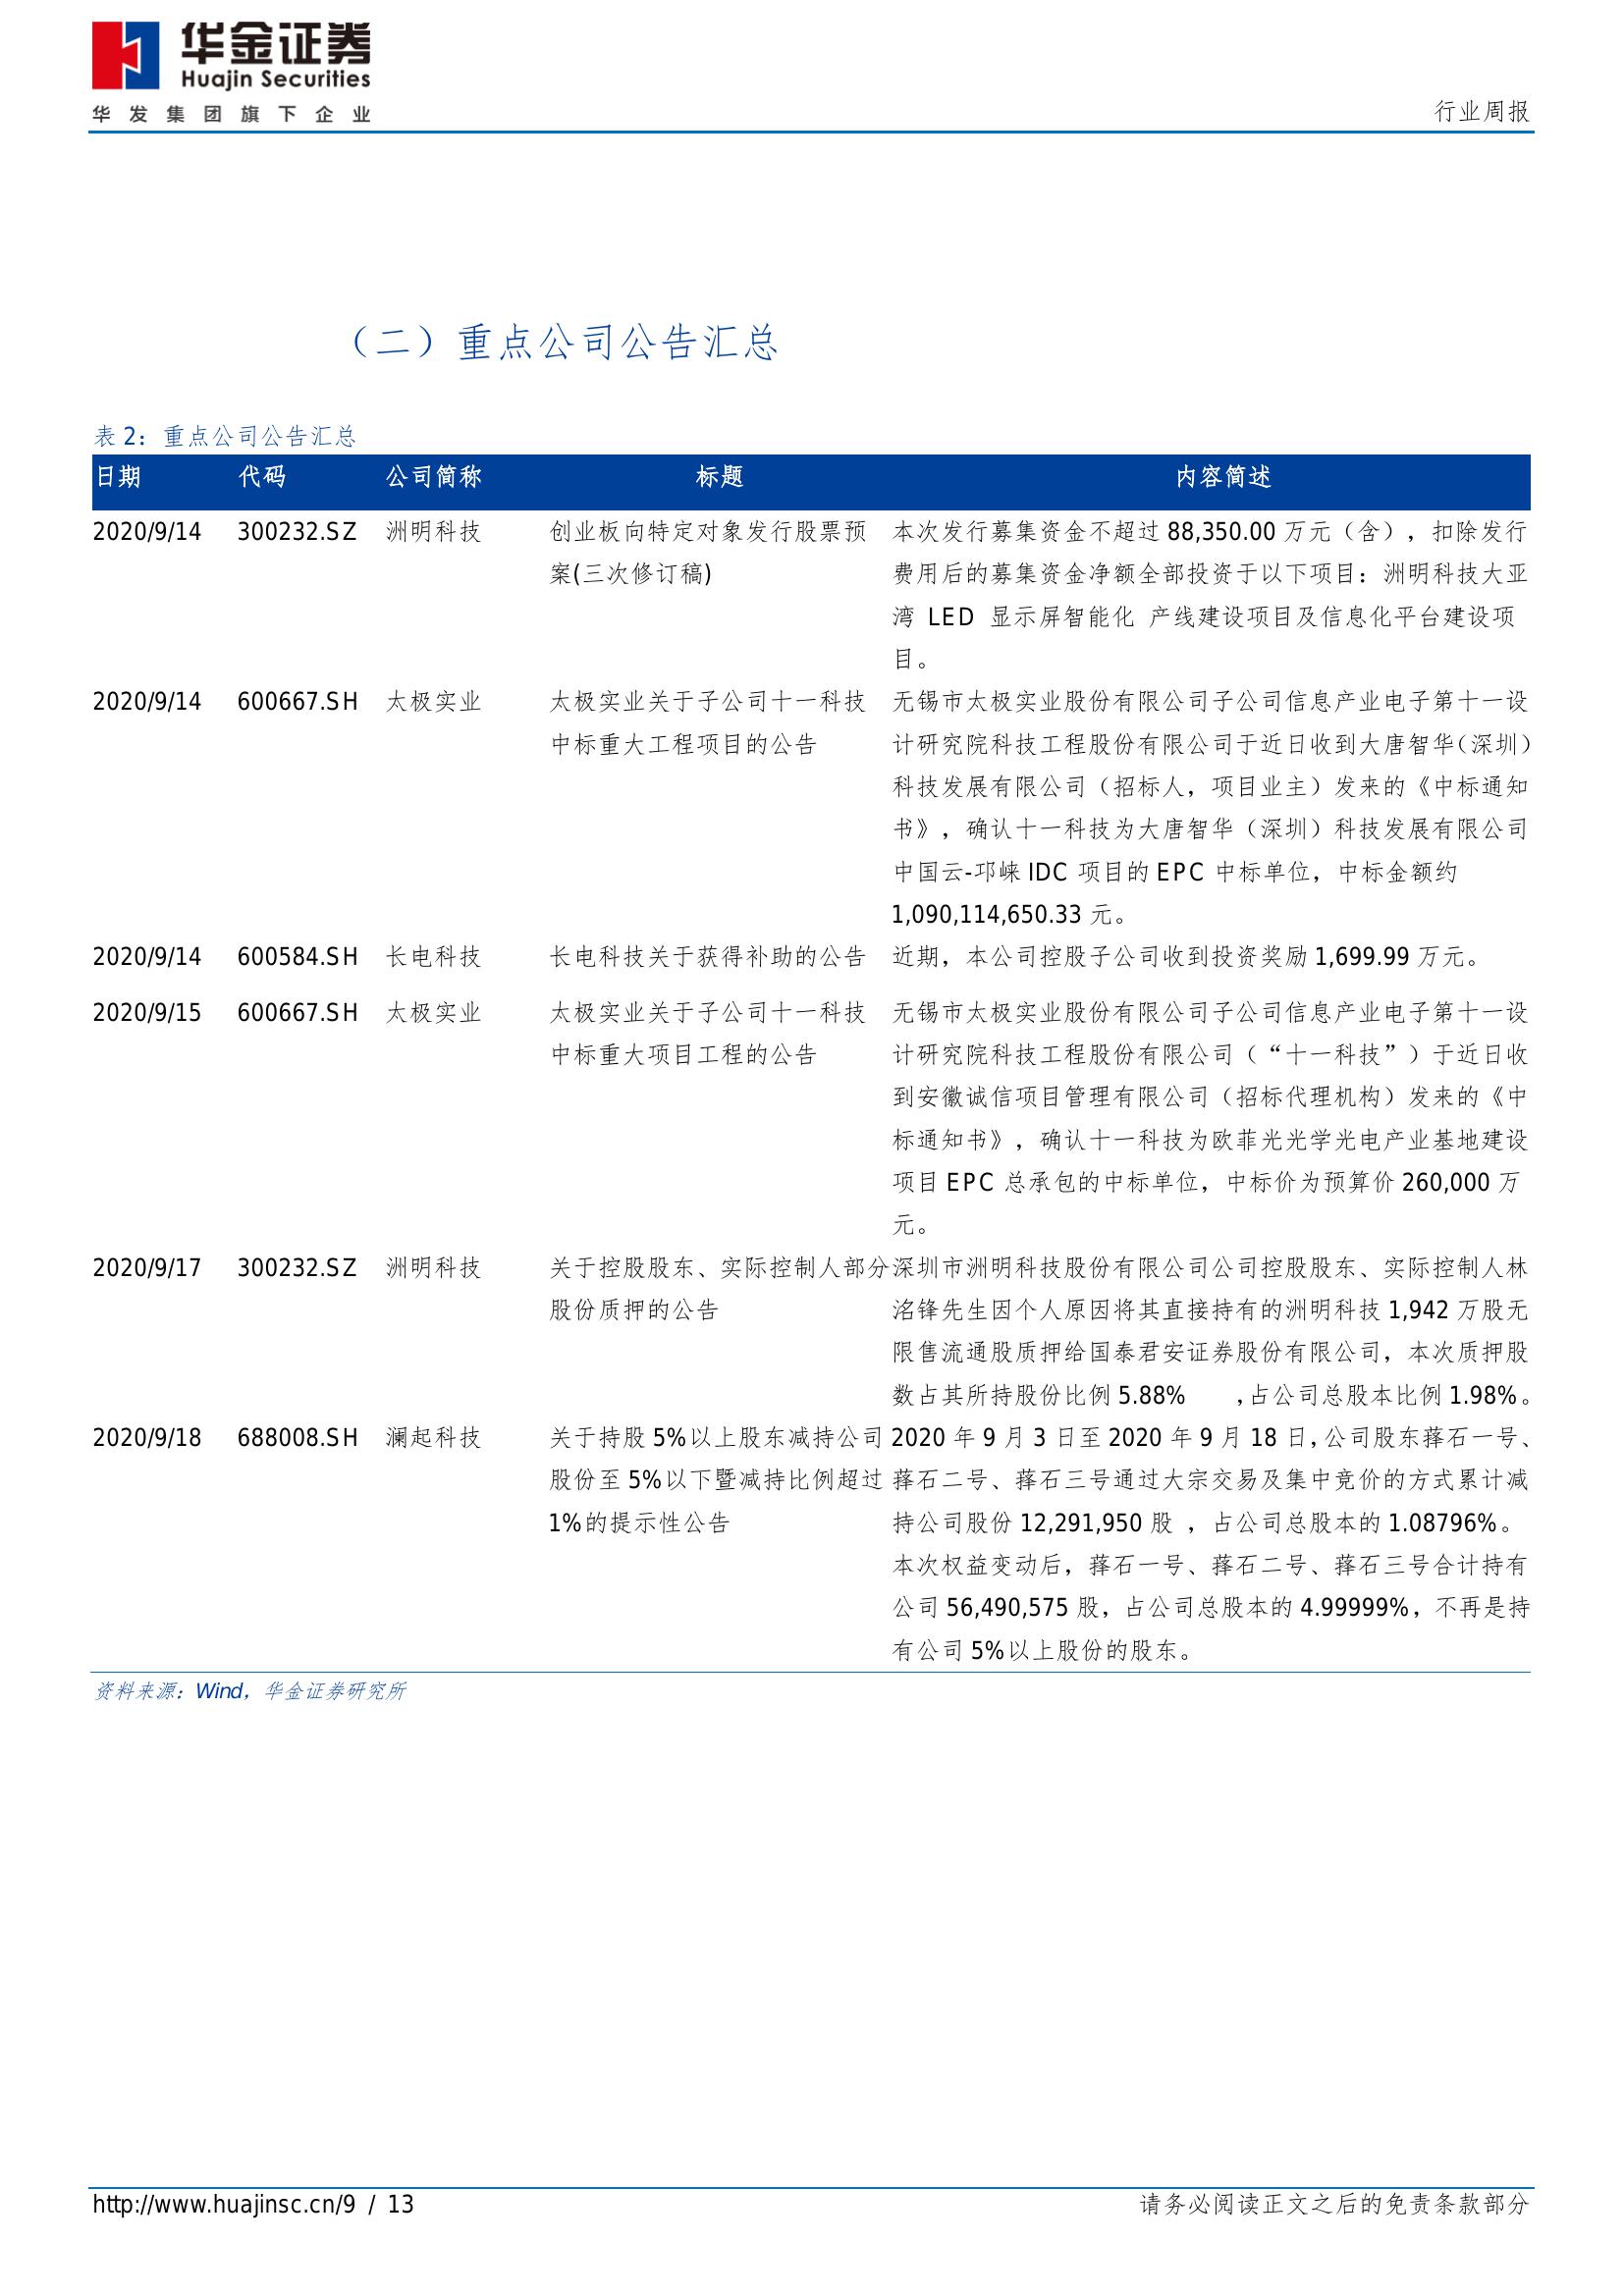 华金证券
Huajin Securities
华发集团旗下企业
行业周报
（二）重点公司公告汇总
表 2：重点公司公告汇总
日期 代码 公司简称 标题 内容简述
2020/9/14 300232.SZ 洲明科技 创业板向特定对象发行股票预 本次发行募集资金不超过 88,350.00 万元（含），扣除发行
案(三次修订稿) 费用后的募集资金净额全部投资于以下项目：洲明科技大亚
湾 LED 显示屏智能化 产线建设项目及信息化平台建设项
目。
2020/9/14 600667.SH 太极实业 太极实业关于子公司十一科技 无锡市太极实业股份有限公司子公司信息产业电子第十一设
中标重大工程项目的公告 计研究院科技工程股份有限公司于近日收到大唐智华(深圳)
科技发展有限公司（招标人，项目业主）发来的《中标通知
书》，确认十一科技为大唐智华（深圳）科技发展有限公司
中国云-邛崃 IDC 项目的 EPC 中标单位，中标金额约
1,090,114,650.33 元。
2020/9/14 600584.SH 长电科技 长电科技关于获得补助的公告 近期，本公司控股子公司收到投资奖励 1,699.99 万元。
2020/9/15 600667.SH 太极实业 太极实业关于子公司十一科技 无锡市太极实业股份有限公司子公司信息产业电子第十一设
中标重大项目工程的公告 计研究院科技工程股份有限公司（“十一科技”）于近日收
到安徽诚信项目管理有限公司（招标代理机构）发来的《中
标通知书》，确认十一科技为欧菲光光学光电产业基地建设
项目 EPC 总承包的中标单位，中标价为预算价 260,000 万
元。
2020/9/17 300232.SZ 洲明科技 关于控股股东、实际控制人部分 深圳市洲明科技股份有限公司公司控股股东、实际控制人林
股份质押的公告 洺锋先生因个人原因将其直接持有的洲明科技 1,942 万股无
限售流通股质押给国泰君安证券股份有限公司，本次质押股
数占其所持股份比例 5.88% ,占公司总股本比例 1.98%。
2020/9/18 688008.SH 澜起科技 关于持股 5%以上股东减持公司 2020 年 9 月 3 日至 2020 年 9 月 18 日,公司股东萚石一号、
股份至 5%以下暨减持比例超过 萚石二号、萚石三号通过大宗交易及集中竞价的方式累计减
1%的提示性公告 持公司股份 12,291,950 股 ，占公司总股本的 1.08796%。
本次权益变动后，萚石一号、萚石二号、萚石三号合计持有
公司 56,490,575 股，占公司总股本的 4.99999%，不再是持
有公司 5%以上股份的股东。
资料来源：Wind，华金证券研究所
http://www.huajinsc.cn/9 / 13 请务必阅读正文之后的免责条款部分